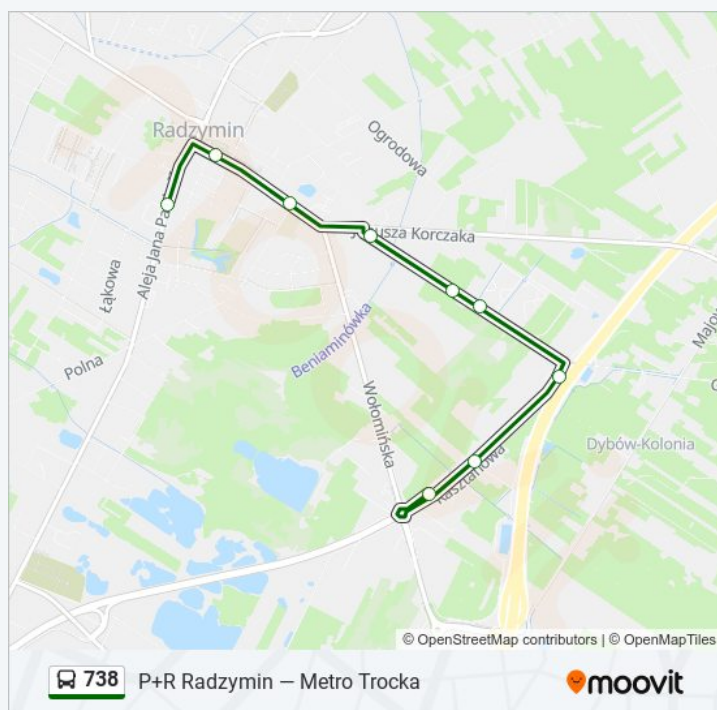 Radzymin
Ogrodowa
Janusza Korczaka
Aleja Jana Pa
Łąkowa
Beniaminówka
Polna
Wołomińska
Kasztanowa
Majow
Dybów-Kolonia
© OpenStreetMap contributors | © OpenMapTiles
738 P+R Radzymin — Metro Trocka
moovit